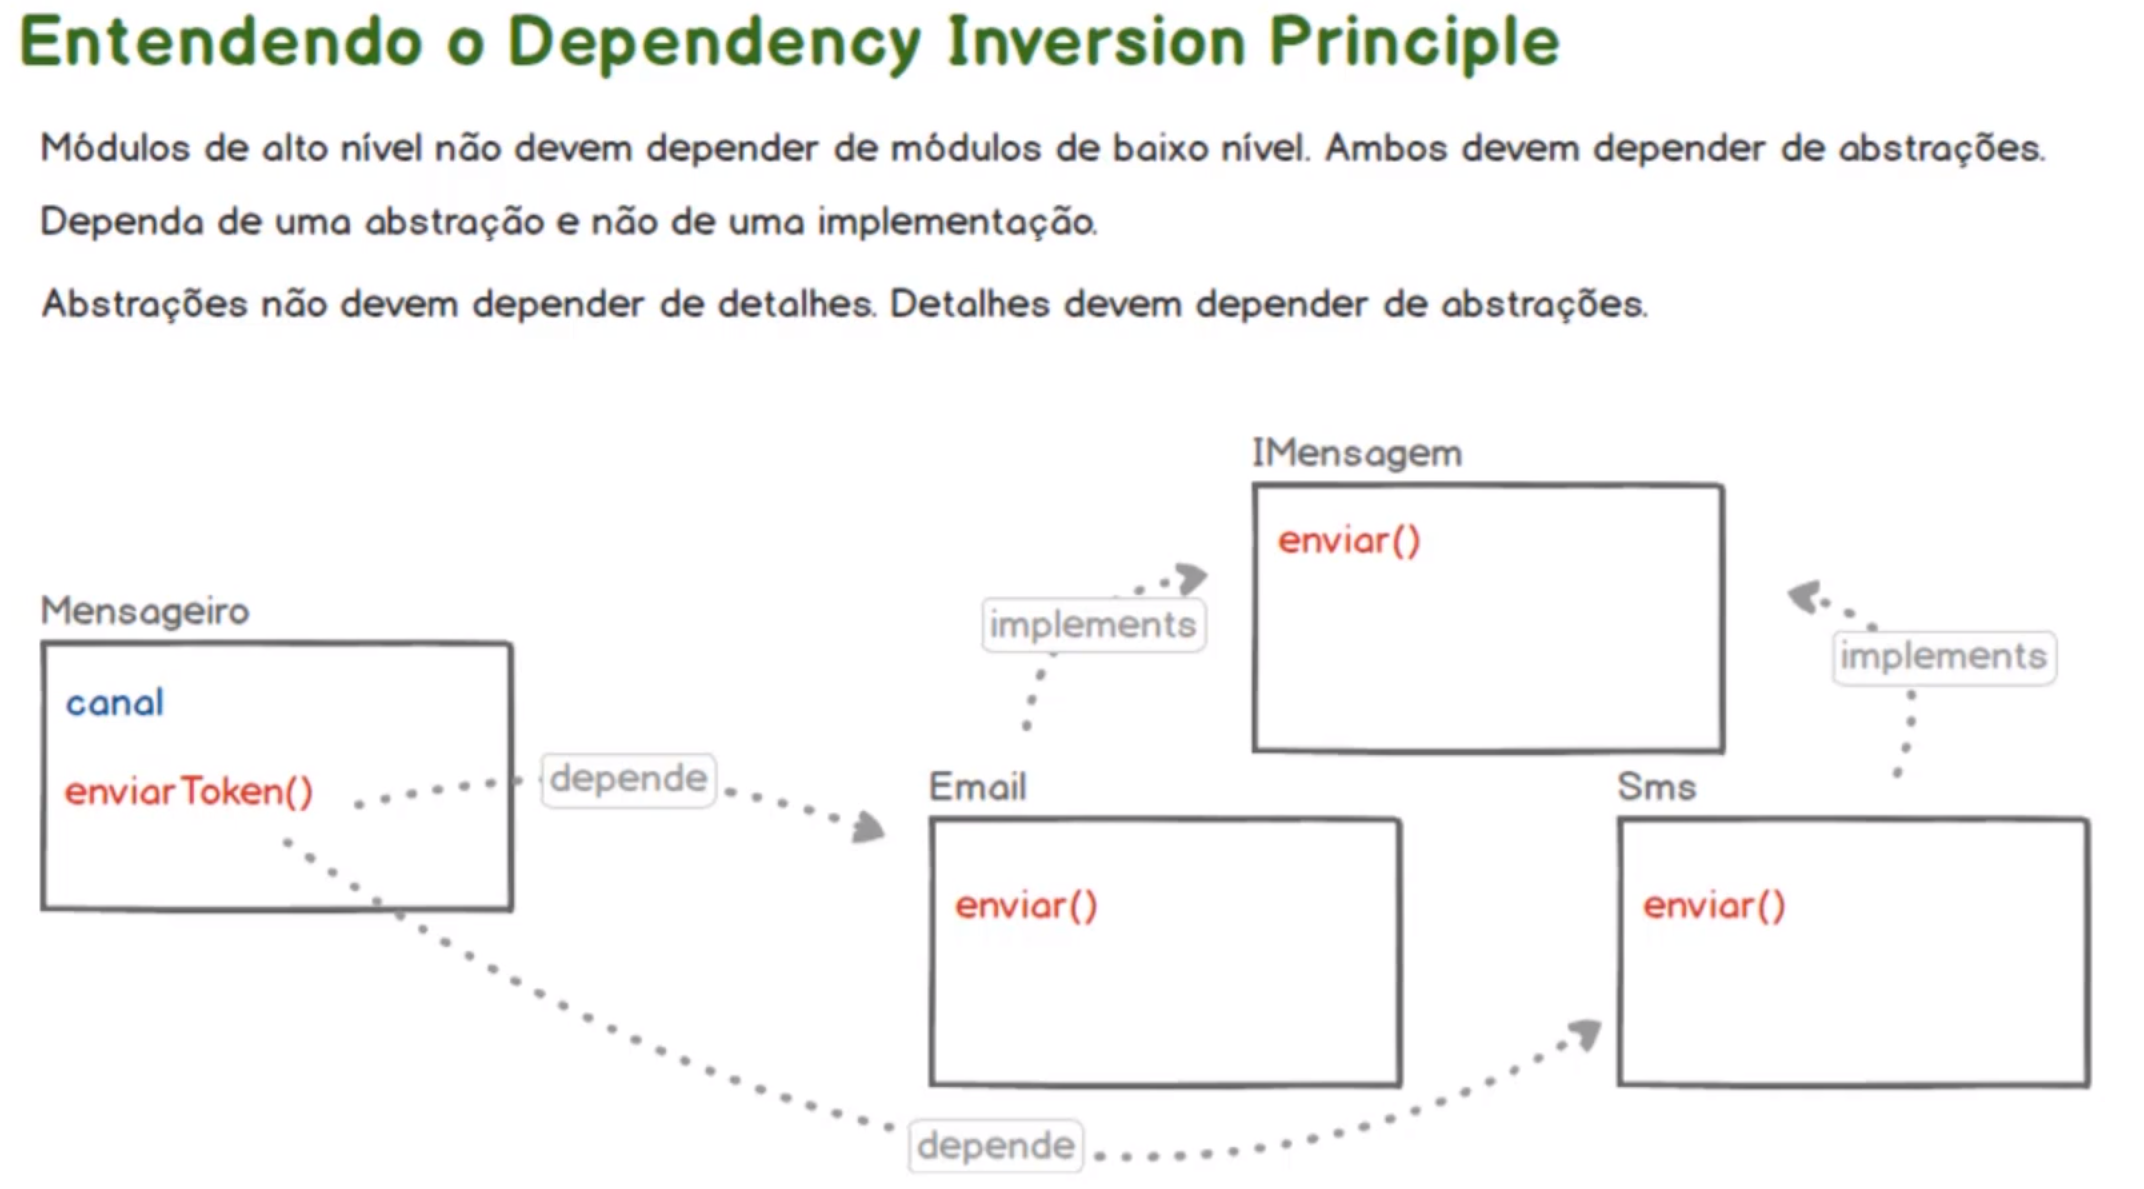 Entendendo o Dependency Inversion Principle
Módulos de alto nível não devem depender de módulos de baixo nível. Ambos devem depender de abstrações.
Dependa de uma abstração e não de uma implementação.
Abstrações não devem depender de detalhes. Detalhes devem depender de abstrações.
IMensagem
enviar()
implements
implements
Mensageiro
canal
enviarToken()
depende
Email
enviar()
Sms
enviar()
depende